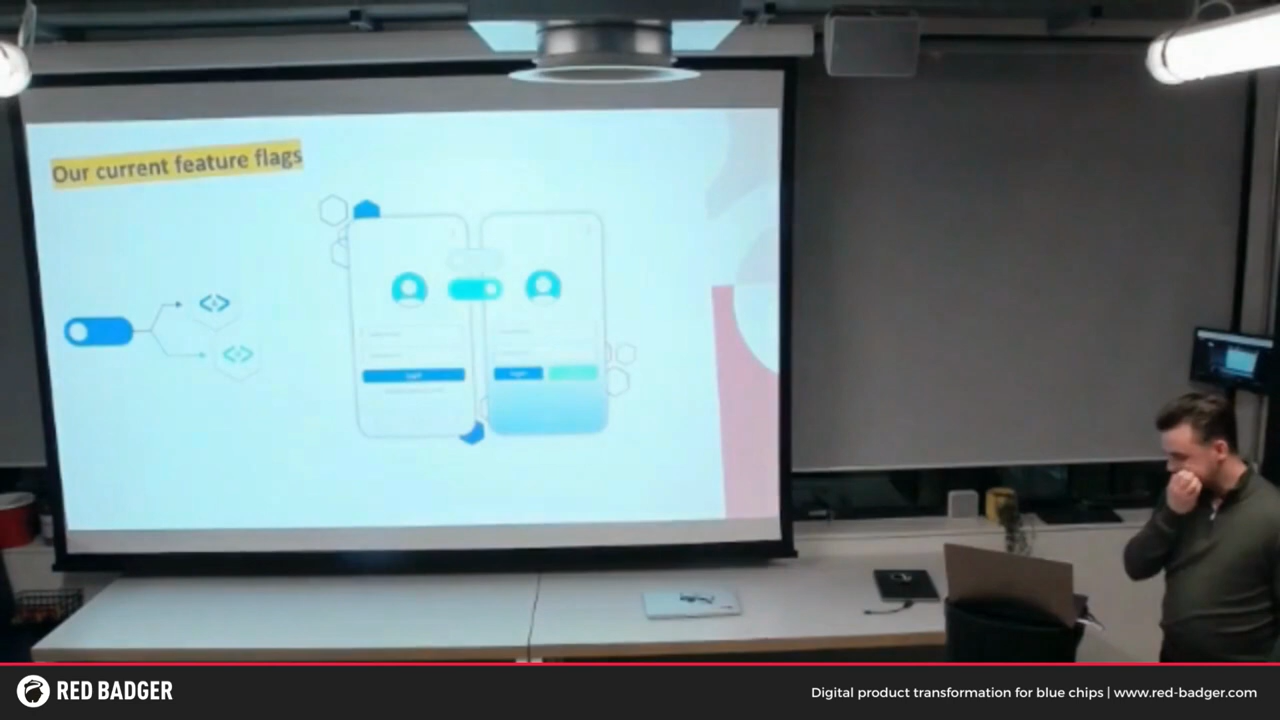 Our current feature flags
RED BADGER
Digital product transformation for blue chips | www.red-badger.com